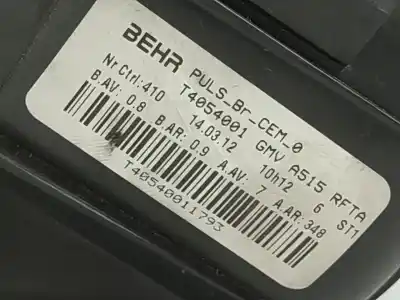 BEHR PULS_Br_CEM_0
T4054001 GMV A515 RFTA
Nr.Ctrl:410 14.03.12 10h12 6 ST1
B.AV: 0.8 B.AR: 0.9 A.AV: 7 A.AR:348
T40540011793